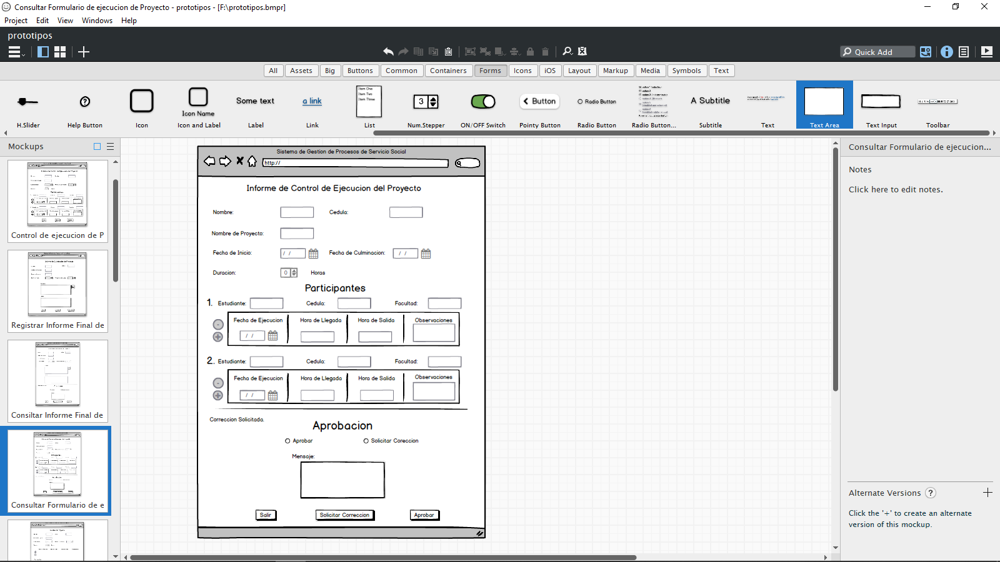 Consultar Formulario de ejecucion de Proyecto - prototipos - [F:\prototipos.bmpr]
Project Edit View Windows Help
prototipos
Quick Add
All Assets Big Buttons Common Containers Forms Icons iOS Layout Markup Media Symbols Text
Item One
Item Two
Item Three
Icon Name
Some text
a link
3
Button
Radio Button
A Subtitle
H.Slider Help Button Icon Icon and Label Label Link List Num.Stepper ON/OFF Switch Pointy Button Radio Button Radio Button... Subtitle Text Text Area Text Input Toolbar
Mockups
Control de ejecucion de P
Registrar Informe Final de
Consiltar Informe Final de
Consultar Formulario de e
Sistema de Gestion de Procesos de Servicio Social
http://
Informe de Control de Ejecucion del Proyecto
Nombre: Cedula:
Nombre de Proyecto:
Fecha de Inicio: / / Fecha de Culminacion: / /
Duracion: 0 Horas
Participantes
1. Estudiante: Cedula: Facultad:
Fecha de Ejecucion Hora de Llegada Hora de Salida Observaciones
- / /
+
2. Estudiante: Cedula: Facultad:
Fecha de Ejecucion Hora de Llegada Hora de Salida Observaciones
- / /
+
Correccion Solicitada.
Aprobacion
Aprobar Solicitar Coreccion
Mensaje:
Salir Solicitar Correccion Aprobar
Consultar Formulario de ejecucion...
Notes
Click here to edit notes.
Alternate Versions ?
Click the '+' to create an alternate
version of this mockup.